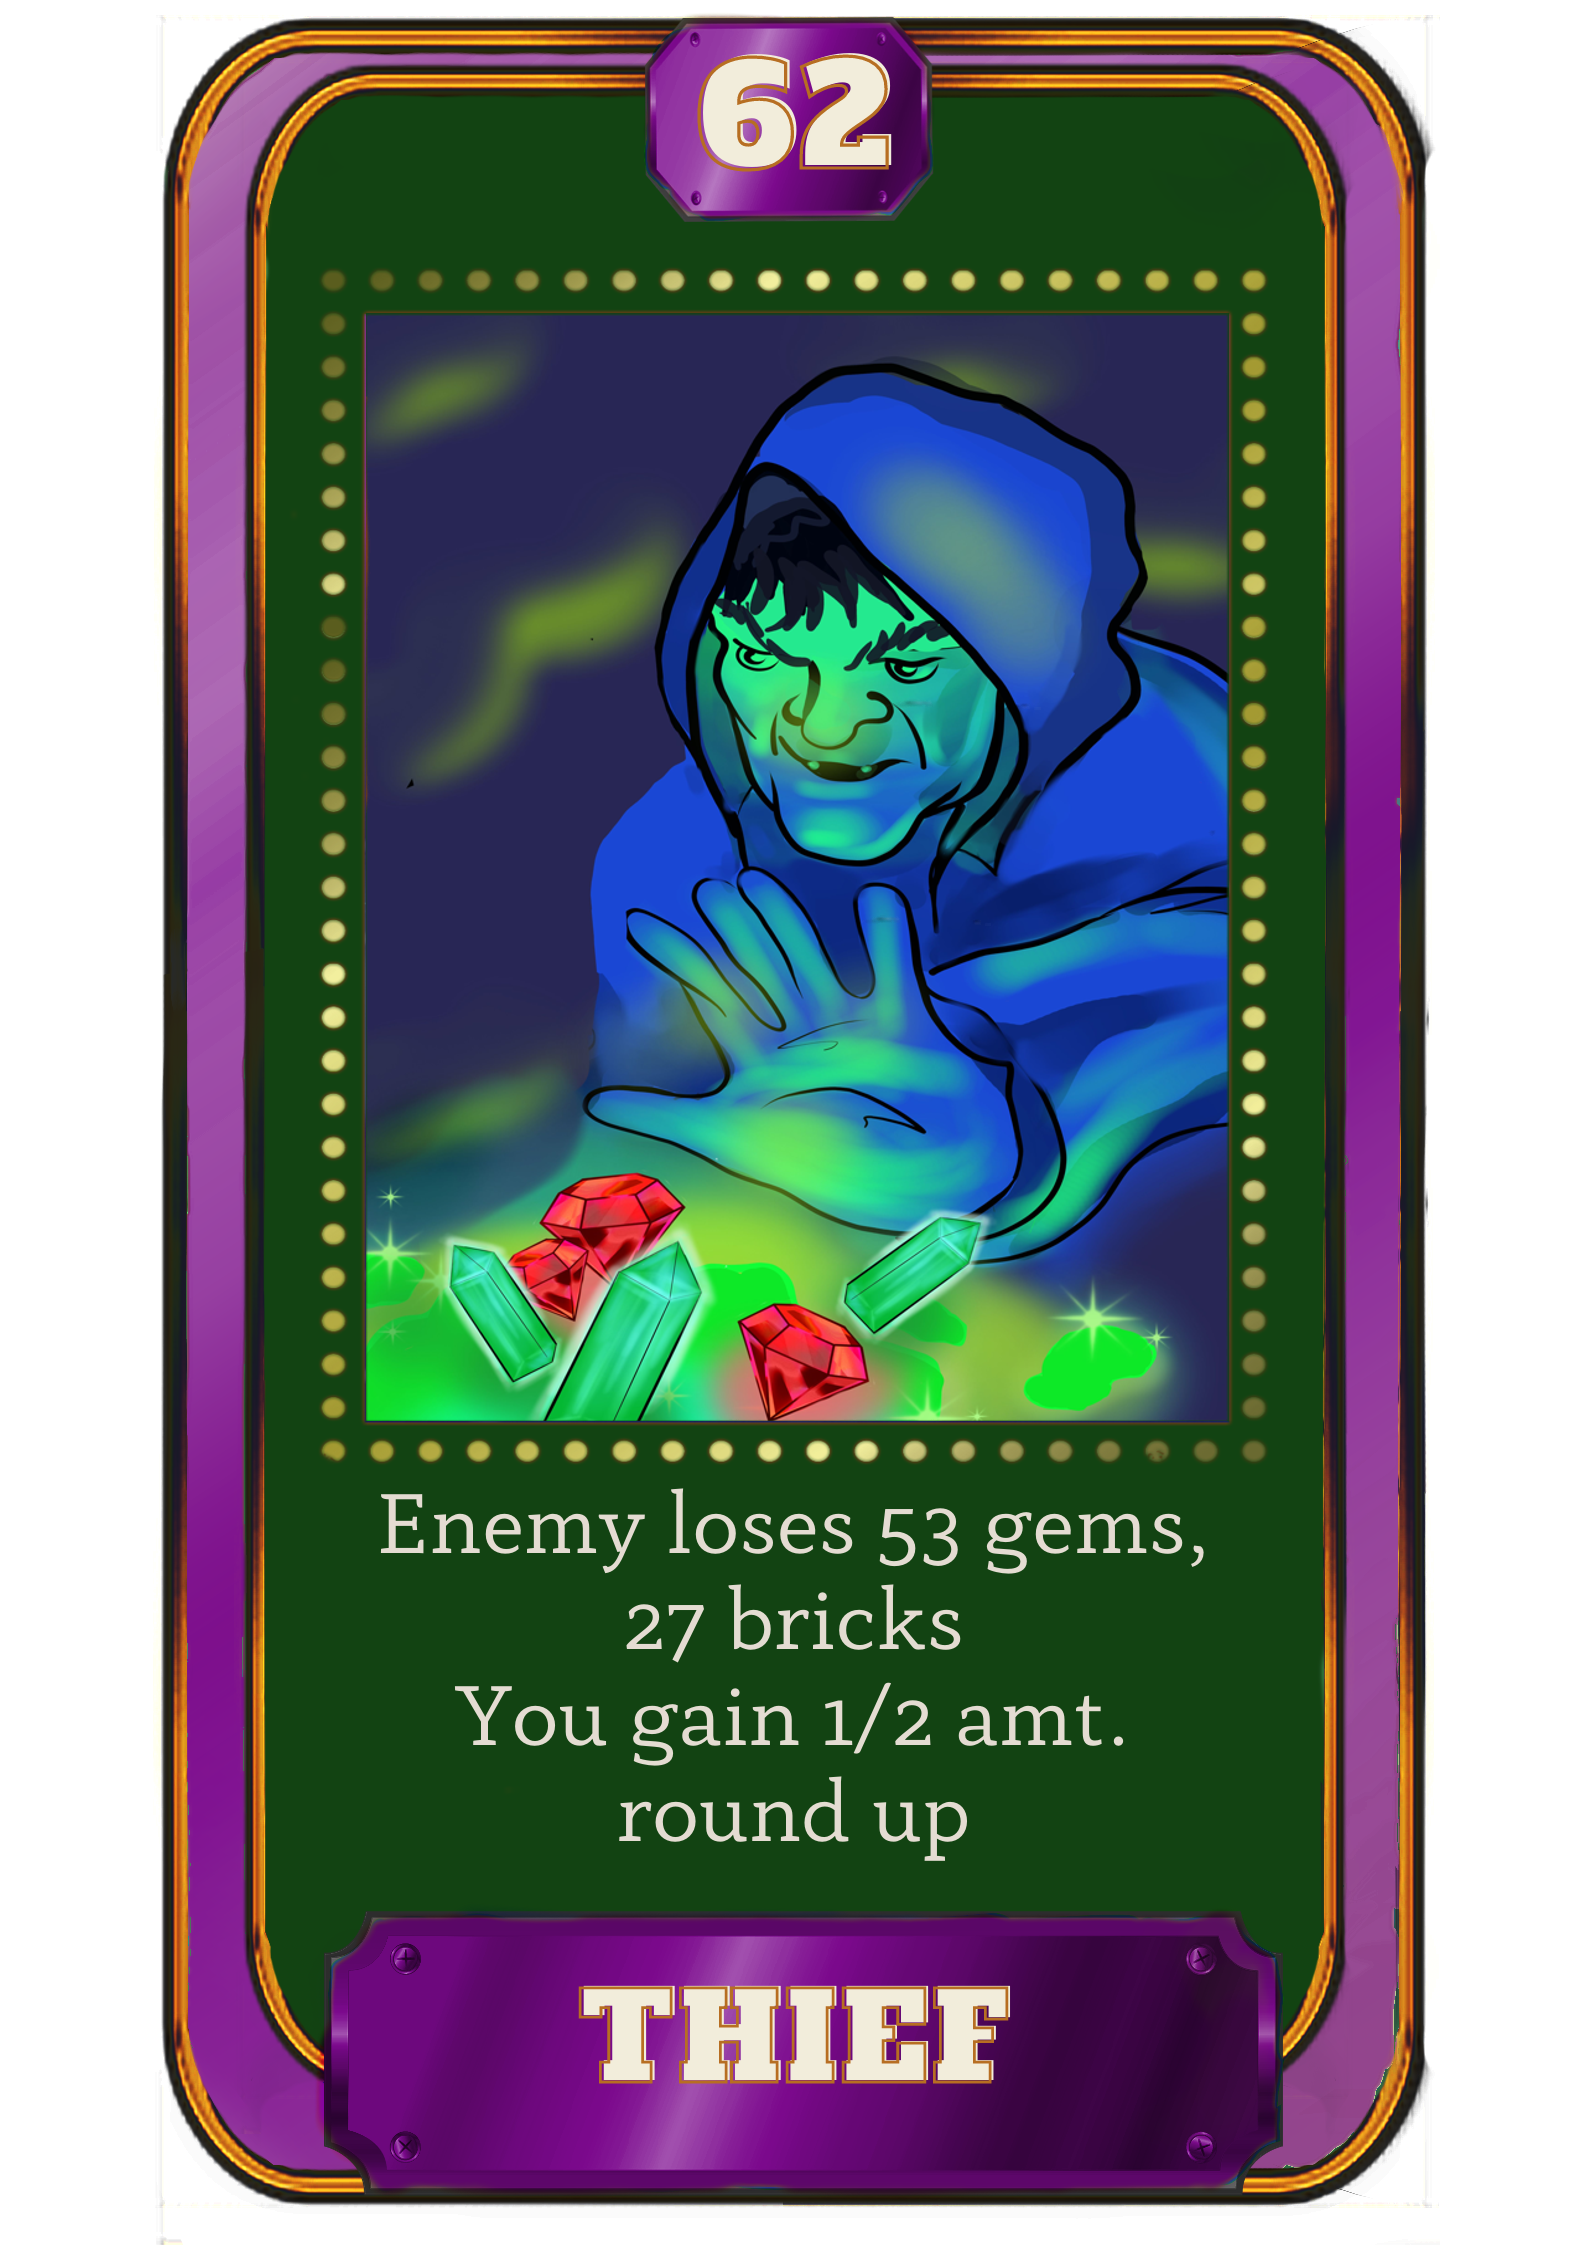 62
Enemy loses 53 gems,
27 bricks
You gain 1/2 amt.
round up
THIEF